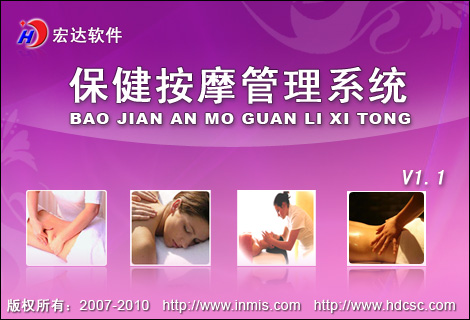 宏达软件
保健按摩管理系统
BAO JIAN AN MO GUAN LI XI TONG
V1.1
版权所有：2007-2010 http://www.inmis.com http://www.hdcsc.com